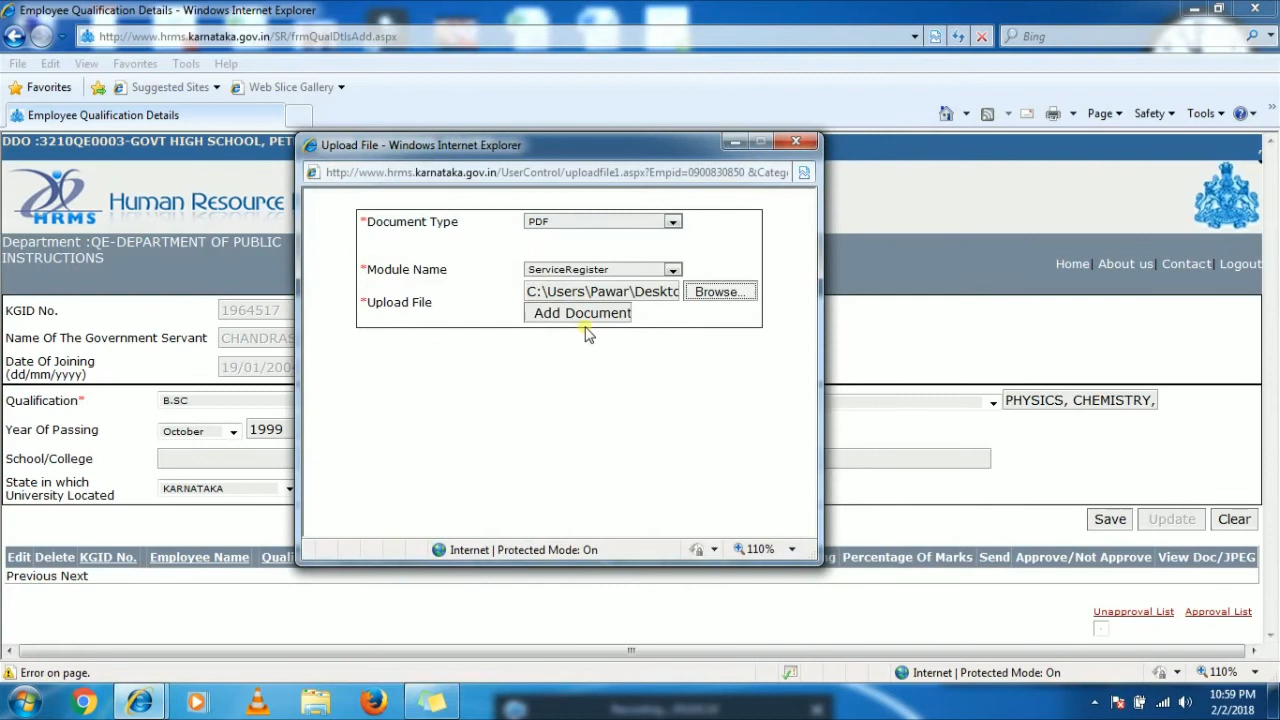 Employee Qualification Details - Windows Internet Explorer
http://www.hrms.karnataka.gov.in/SR/frmQualDtlsAdd.aspx
Bing
File Edit View Favorites Tools Help
Favorites Suggested Sites Web Slice Gallery
Employee Qualification Details
Page Safety Tools
DDO :3210QE0003-GOVT HIGH SCHOOL,
HRMS
Human Resource
Department :QE-DEPARTMENT OF PUBLIC
INSTRUCTIONS
Home About us Contact Logout
Upload File - Windows Internet Explorer
http://www.hrms.karnataka.gov.in/UserControl/uploadfile1.aspx?Empid=0900830850 &Categ
*Document Type PDF
*Module Name ServiceRegister
*Upload File C:\Users\Pawar\Deskto Browse...
Add Document
Internet | Protected Mode: On 110%
KGID No. 1964517
Name Of The Government Servant CHANDRAS
Date Of Joining
(dd/mm/yyyy)
19/01/2004
Qualification* B.SC PHYSICS, CHEMISTRY,
Year Of Passing October 1999
School/College
State in which
University Located
KARNATAKA
Save Update Clear
Edit Delete KGID No. Employee Name Quali Percentage Of Marks Send Approve/Not Approve View Doc/JPEG
Previous Next
Unapproval List Approval List
Error on page. Internet | Protected Mode: On 110%
10:59 PM
2/2/2018